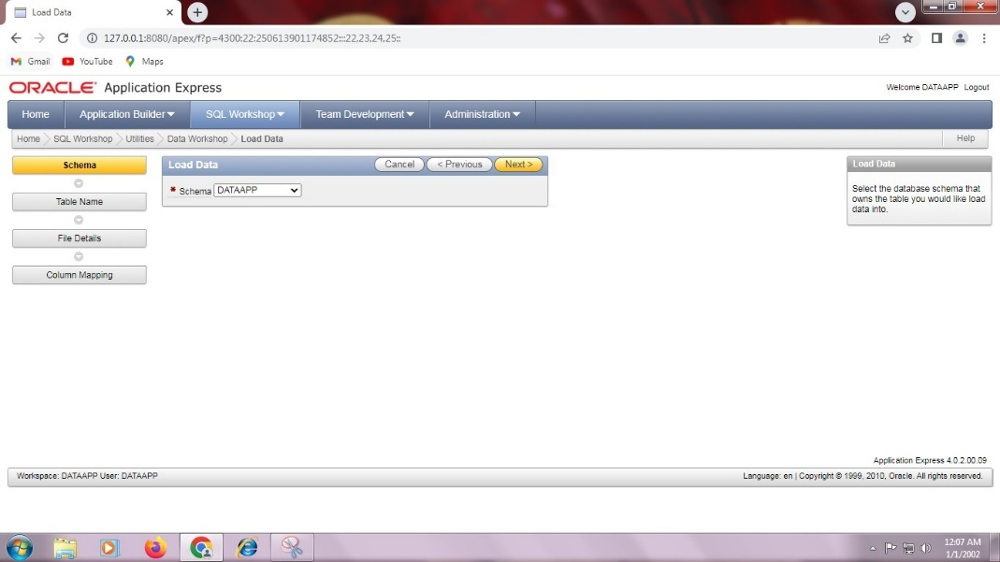 Load Data
127.0.0.1:8080/apex/f?p=4300:22:250613901174852:::22,23,24,25::
Gmail YouTube Maps
ORACLE Application Express
Welcome DATAAPP Logout
Home Application Builder SQL Workshop Team Development Administration
Home SQL Workshop Utilities Data Workshop Load Data Help
Schema
Table Name
File Details
Column Mapping
Load Data Cancel < Previous Next >
* Schema DATAAPP
Load Data
Select the database schema that
owns the table you would like load
data into.
Application Express 4.0.2.00.09
Workspace: DATAAPP User: DATAAPP
Language: en | Copyright © 1999, 2010, Oracle. All rights reserved.
12:07 AM
1/1/2002